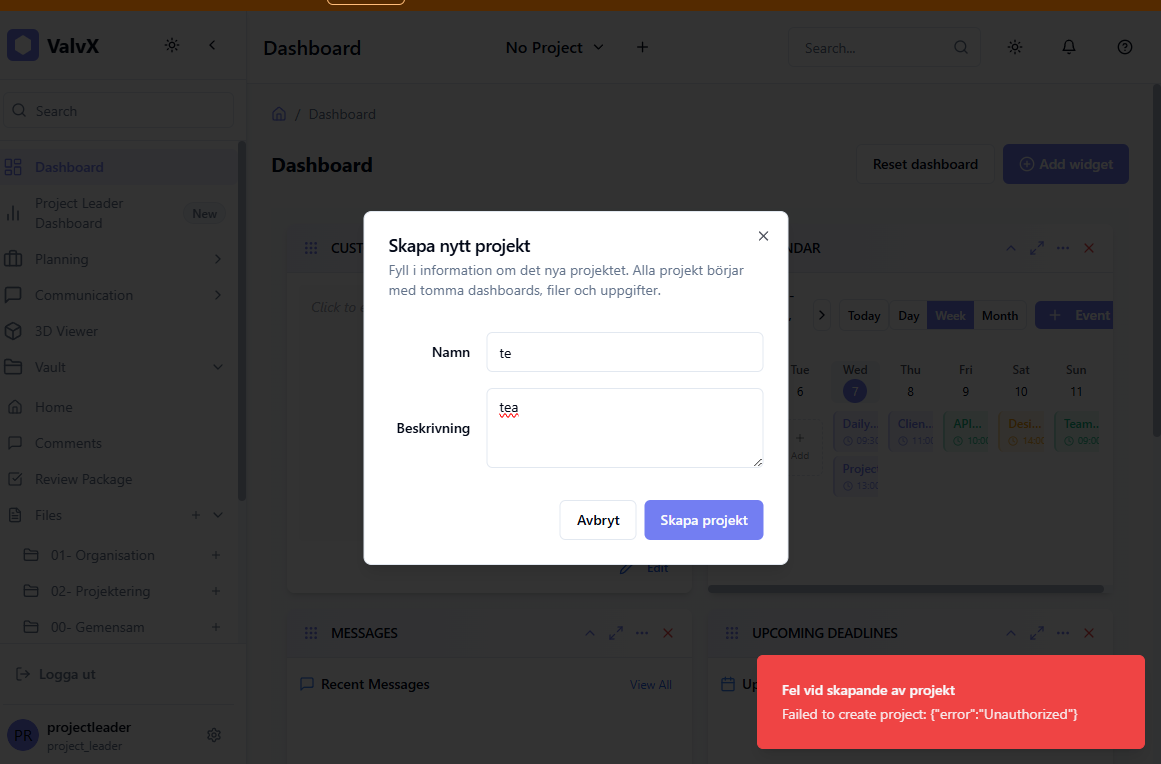 ValvX
Dashboard
No Project
Search...
Search
Dashboard
Dashboard
Project Leader
Dashboard
New
Dashboard
Reset dashboard
Add widget
Planning
Communication
3D Viewer
Vault
Home
Comments
Review Package
Files
01- Organisation
02- Projektering
00- Gemensam
Logga ut
PR
projectleader
project_leader
CUST
NDAR
Click to
Today
Day
Week
Month
Event
Tue
Wed
Thu
Fri
Sat
Sun
6
7
8
9
10
11
Daily...
Clien...
API...
Desi...
Team...
09:30
11:00
10:00
14:00
09:00
Add
Project
13:00
Edit
Skapa nytt projekt
Fyll i information om det nya projektet. Alla projekt börjar
med tomma dashboards, filer och uppgifter.
Namn
te
Beskrivning
tea
Avbryt
Skapa projekt
MESSAGES
Recent Messages
View All
UPCOMING DEADLINES
Up
Fel vid skapande av projekt
Failed to create project: {"error":"Unauthorized"}